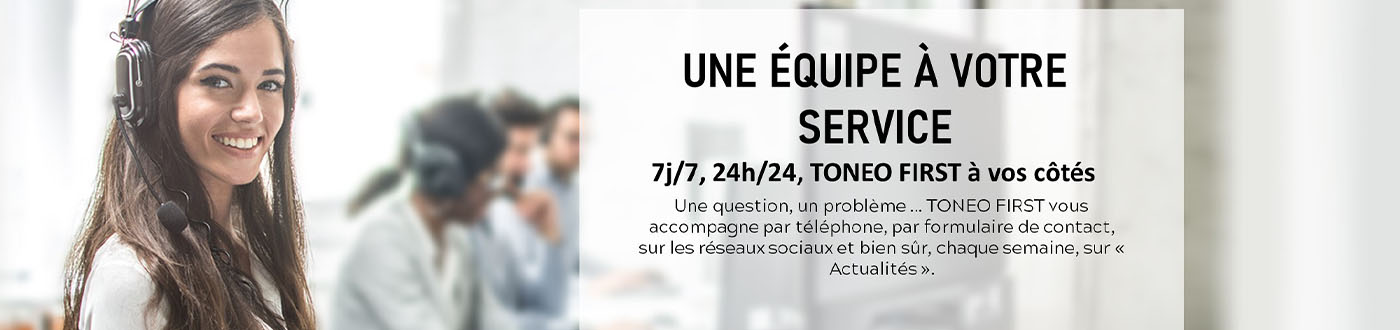 UNE ÉQUIPE À VOTRE
SERVICE
7j/7, 24h/24, TONEO FIRST à vos côtés
Une question, un problème ... TONEO FIRST vous
accompagne par téléphone, par formulaire de contact,
sur les réseaux sociaux et bien sûr, chaque semaine, sur «
Actualités ».